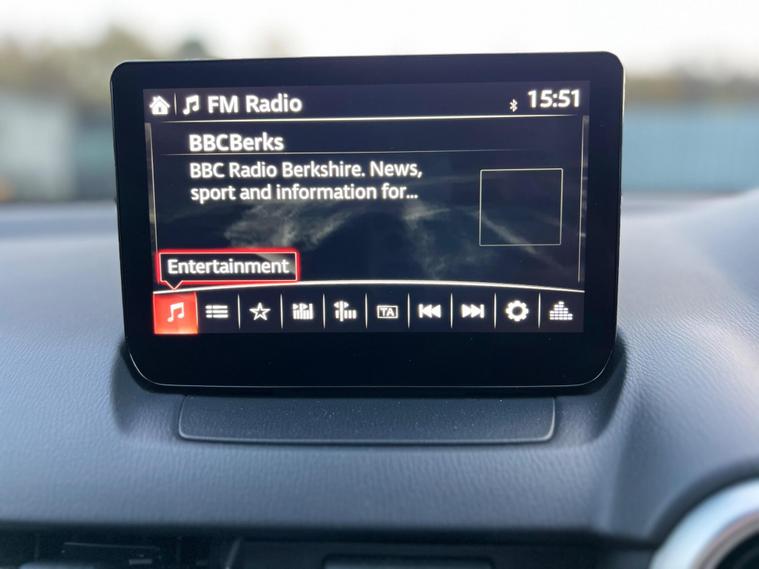 FM Radio
15:51
BBCBerks
BBC Radio Berkshire. News,
sport and information for...
Entertainment
TA